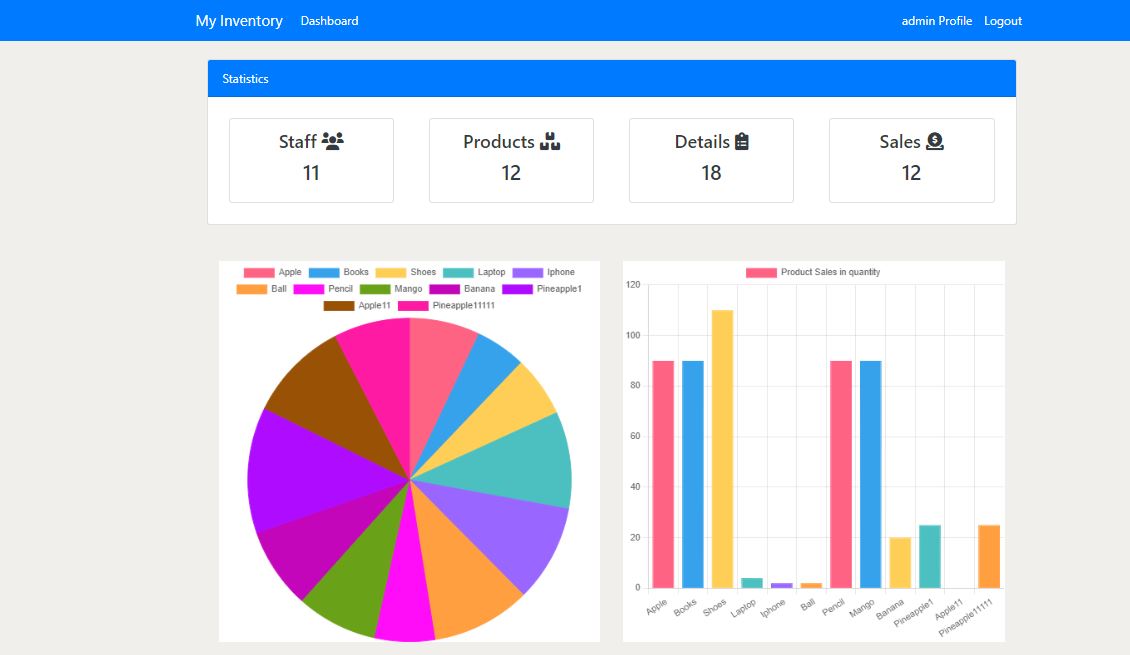 My Inventory Dashboard admin Profile Logout
Statistics
Staff Products Details Sales
11 12 18 12
Apple Books Shoes Laptop Iphone
Ball Pencil Mango Banana Pineapple1
Apple11 Pineapple11111
Product Sales in quantity
120
100
80
60
40
20
0
Apple Books Shoes Laptop Iphone Ball Pencil Mango Banana Pineapple1 Apple11 Pineapple11111